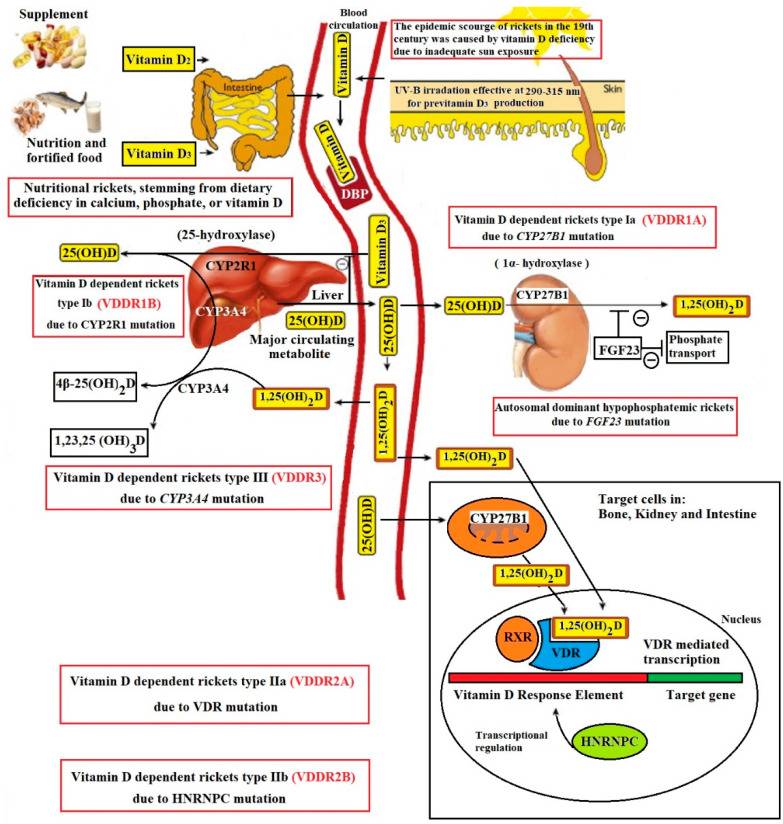 Supplement
Blood
circulation
The epidemic scourge of rickets in the 19th
century was caused by vitamin D deficiency
due to inadequate sun exposure
Vitamin D2
Vitamin D
Intestine
UV-B irradation effective at 290-315 nm
for previtamin D3 production
Skin
Nutrition and
fortified food
Vitamin D3
Vitamin D
DBP
Nutritional rickets, stemming from dietary
deficiency in calcium, phosphate, or vitamin D
Vitamin D dependent rickets type Ia (VDDR1A)
due to CYP27B1 mutation
(25-hydroxylase)
25(OH)D
CYP2R1
Vitamin D3
(1α- hydroxylase)
Vitamin D dependent rickets
type Ib (VDDR1B)
due to CYP2R1 mutation
CYP3A4
Liver
25(OH)D
Major circulating
metabolite
25(OH)D
25(OH)D
CYP27B1
1,25(OH)2D
FGF23
Phosphate
transport
4β-25(OH)2D
CYP3A4
1,25(OH)2D
1,25(OH)2D
Autosomal dominant hypophosphatemic rickets
due to FGF23 mutation
1,23,25 (OH)3D
1,25(OH)2D
Vitamin D dependent rickets type III (VDDR3)
due to CYP3A4 mutation
25(OH)D
CYP27B1
Target cells in:
Bone, Kidney and Intestine
1,25(OH)2D
Nucleus
1,25(OH)2D
RXR
VDR
VDR mediated
transcription
Vitamin D Response Element
Target gene
Vitamin D dependent rickets type IIa (VDDR2A)
due to VDR mutation
Transcriptional
regulation
HNRNPC
Vitamin D dependent rickets type IIb (VDDR2B)
due to HNRNPC mutation